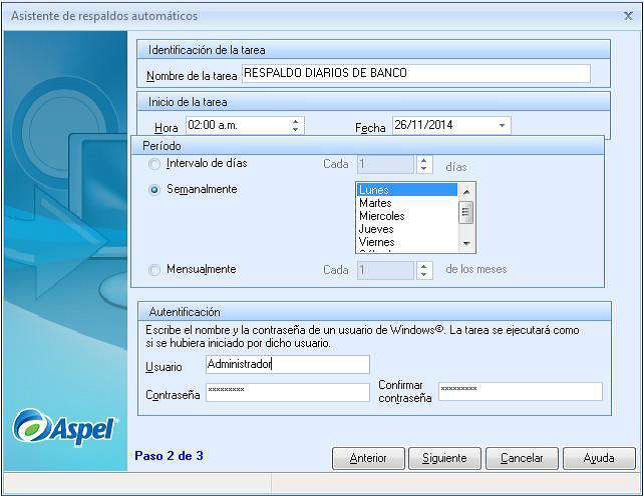 Asistente de respaldos automáticos
Identificación de la tarea
Nombre de la tarea RESPALDO DIARIOS DE BANCO
Inicio de la tarea
Hora 02:00 a.m. Fecha 26/11/2014
Período
Intervalo de días Cada 1 días
Semanalmente Lunes
Martes
Miercoles
Jueves
Viernes
Mensualmente Cada 1 de los meses
Autentificación
Escribe el nombre y la contraseña de un usuario de Windows©. La tarea se ejecutará como
si se hubiera iniciado por dicho usuario.
Usuario Administrador
Contraseña ××××××××× Confirmar contraseña ×××××××××
Aspel
Paso 2 de 3 Anterior Siguiente Cancelar Ayuda